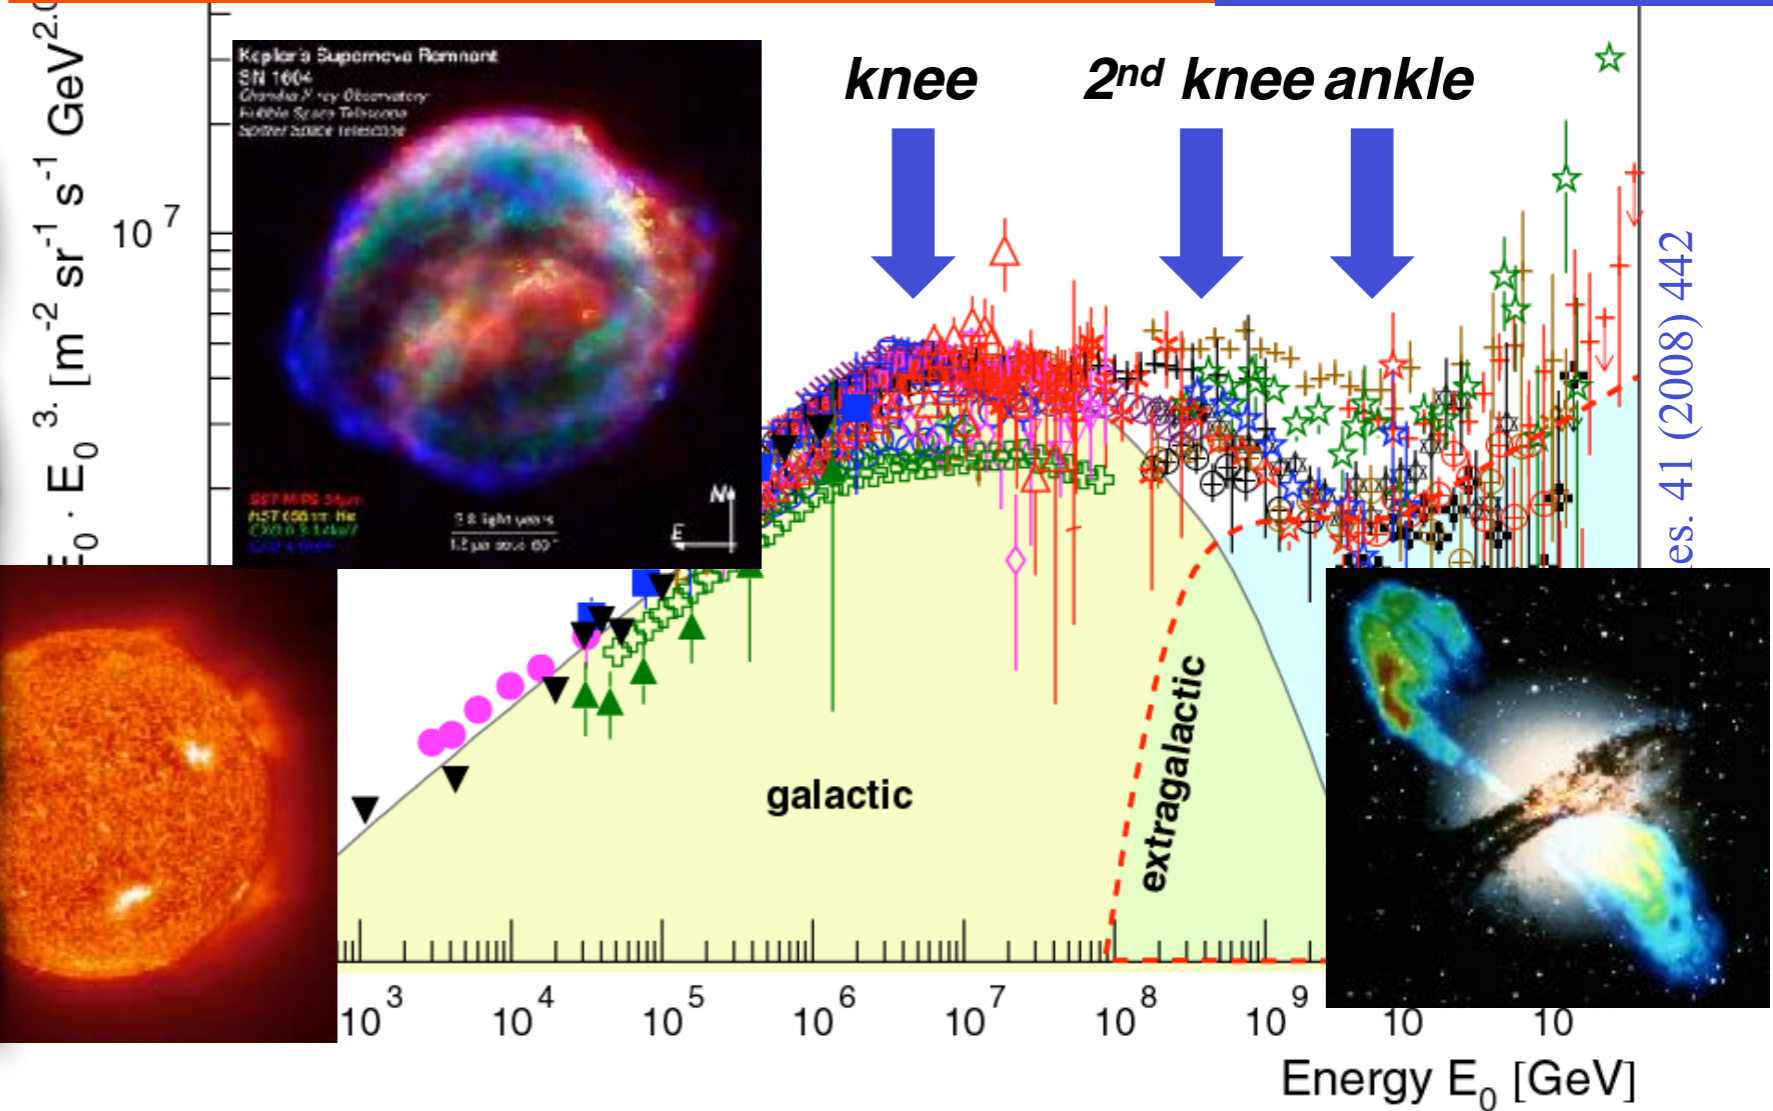 knee 2nd knee ankle
Kepler's Supernova Remnant
SN 1604
Chandra X-ray Observatory
Hubble Space Telescope
Spitzer Space Telescope
E0 · E0 3. [m-2 sr-1 s-1 GeV2.0
10 7
N
E
es. 41 (2008) 442
galactic
extragalactic
10 3 10 4 10 5 10 6 10 7 10 8 10 9 10 10
Energy E0 [GeV]